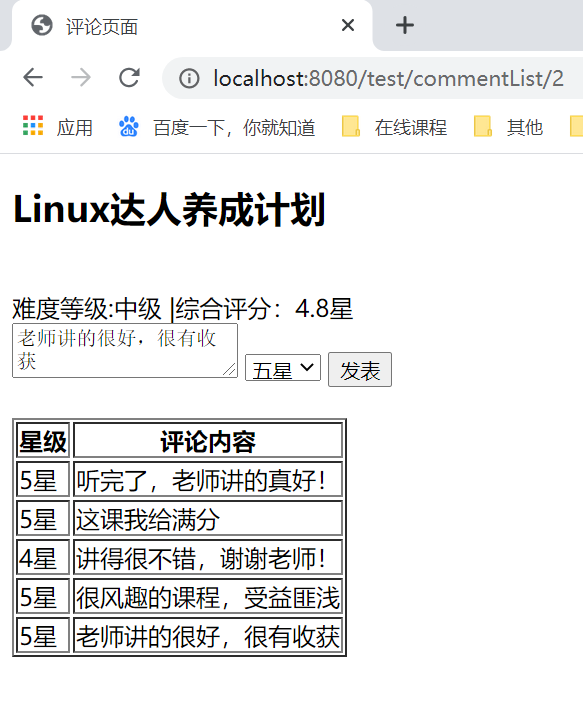 评论页面
localhost:8080/test/commentList/2
应用 百度一下，你就知道 在线课程 其他
Linux达人养成计划
难度等级:中级 |综合评分：4.8星
老师讲的很好，很有收
获
五星 发表
星级 评论内容
5星 听完了，老师讲的真好！
5星 这课我给满分
4星 讲得很不错，谢谢老师！
5星 很风趣的课程，受益匪浅
5星 老师讲的很好，很有收获